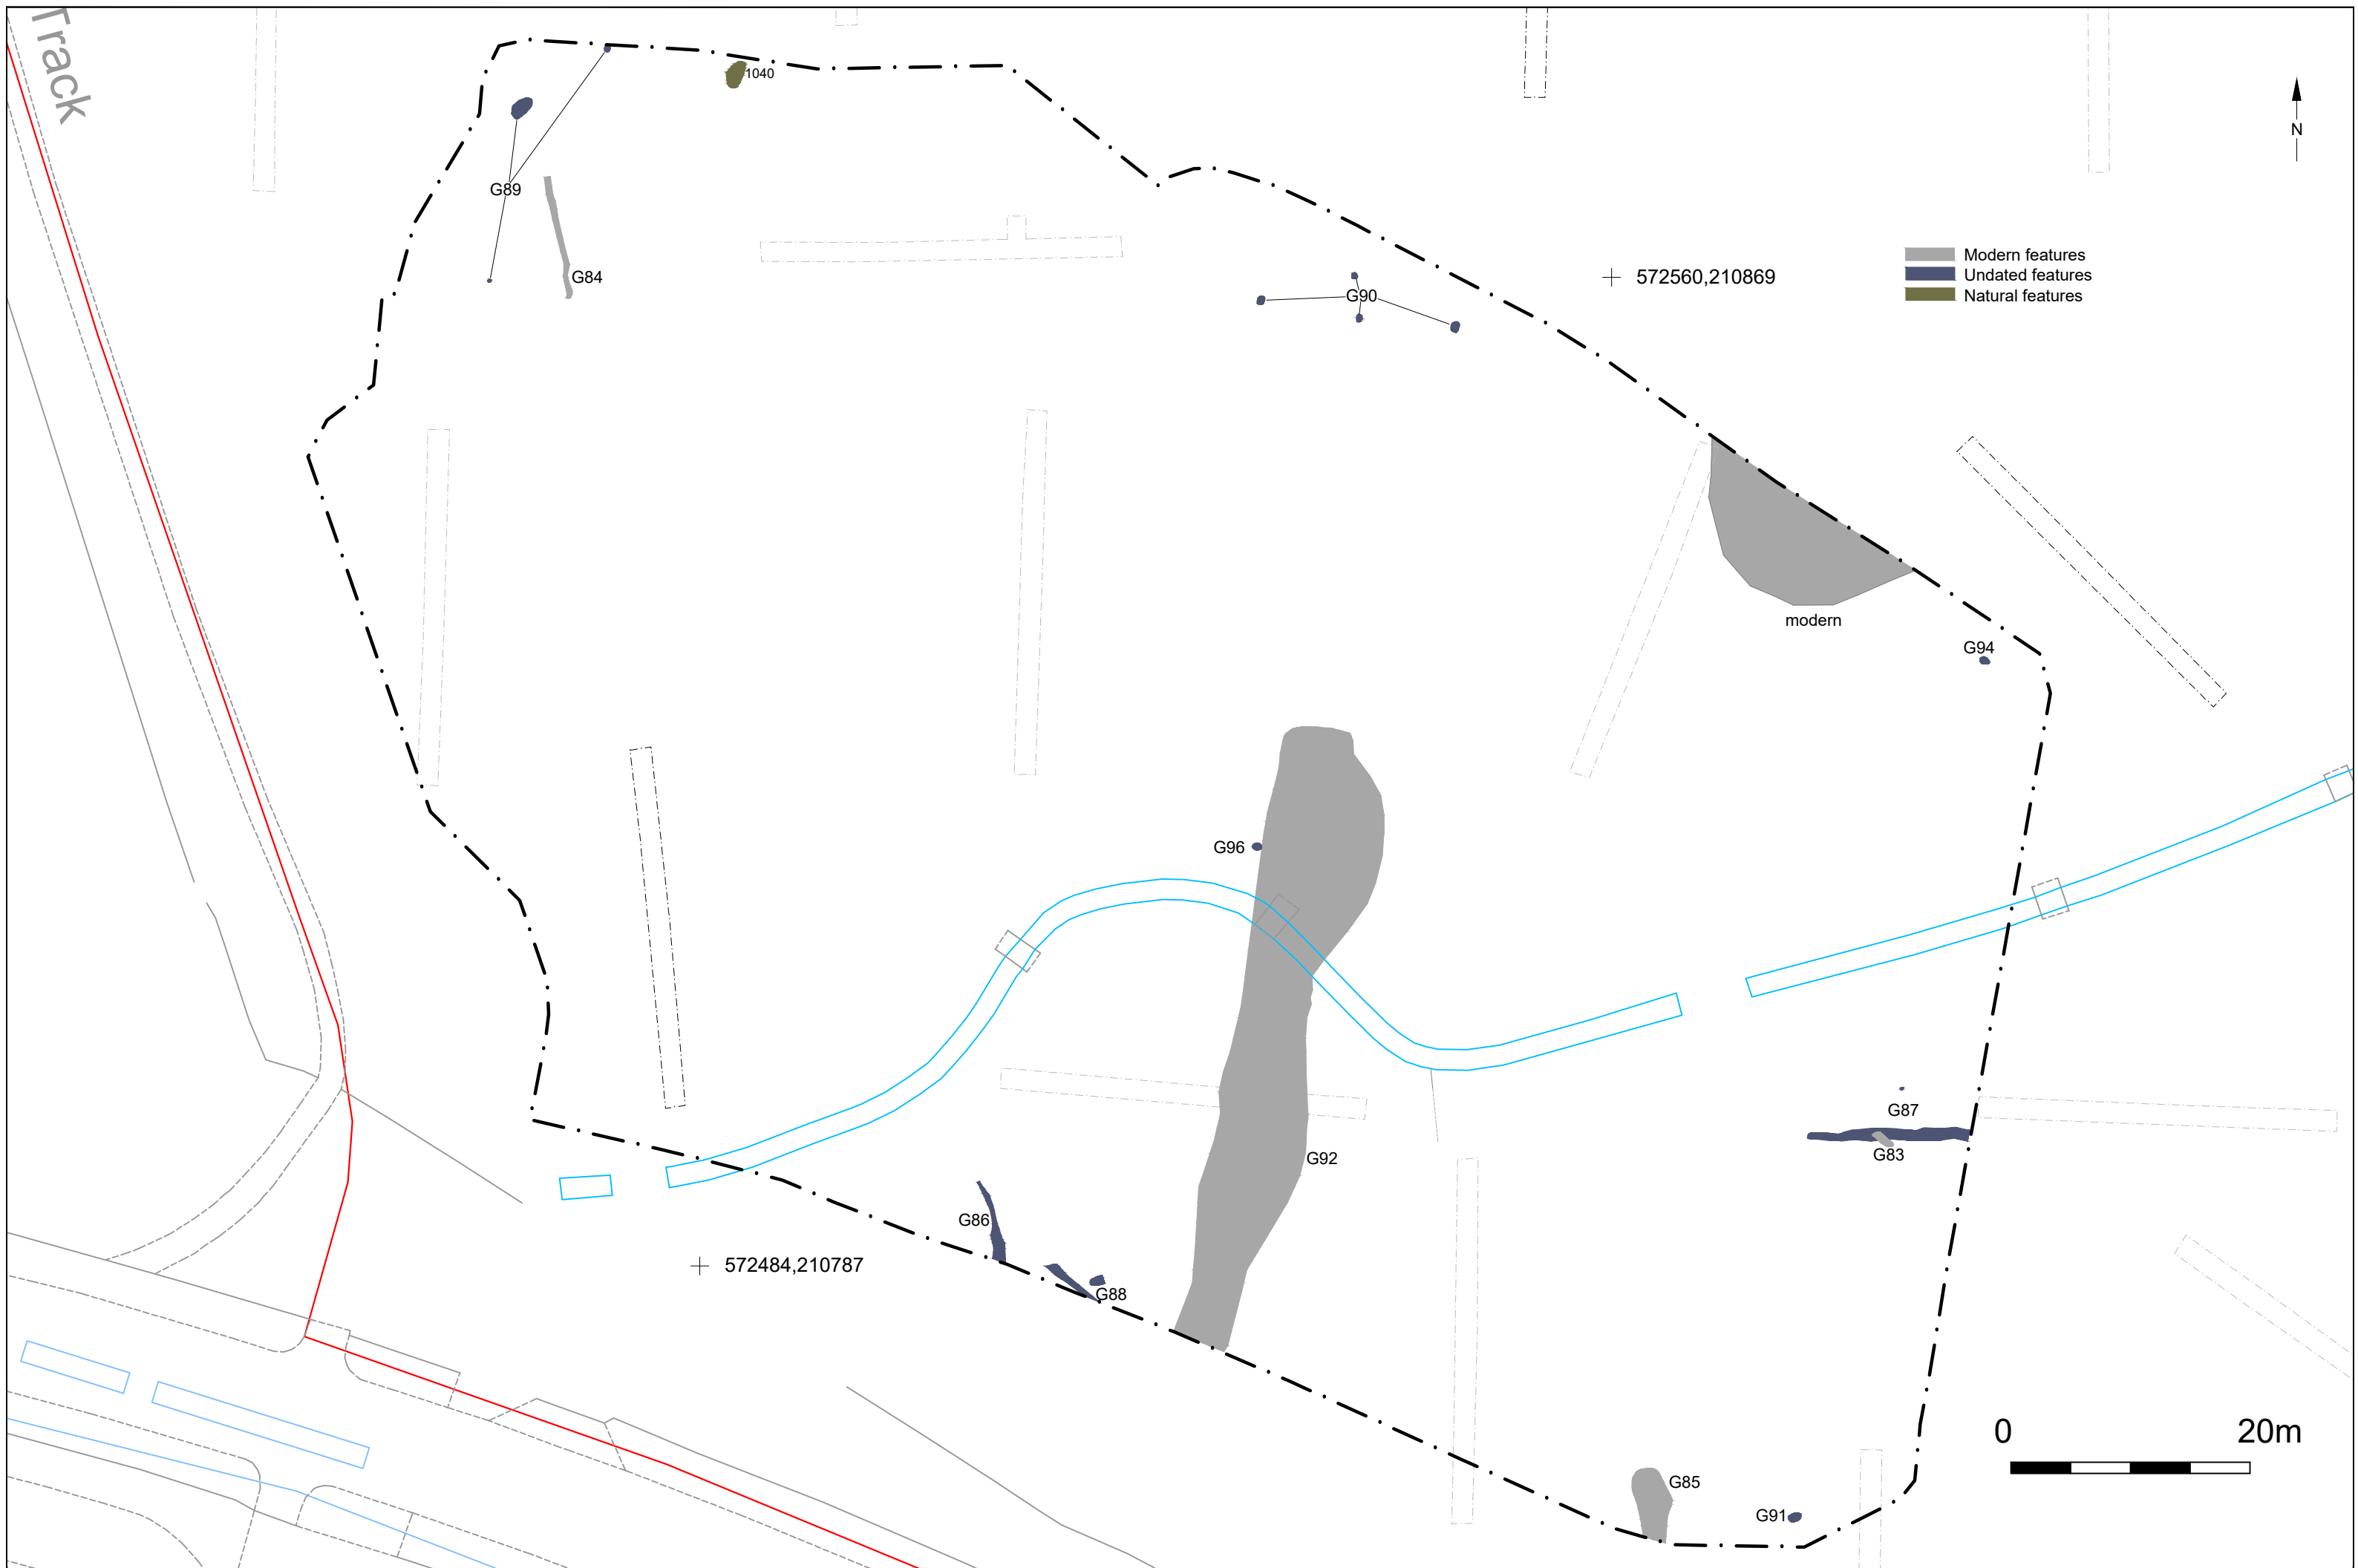 Track
1040
N
G89
G84
G90
572560,210869
Modern features
Undated features
Natural features
modern
G94
G96
G87
G83
G92
G86
572484,210787
G88
0 20m
G85
G91